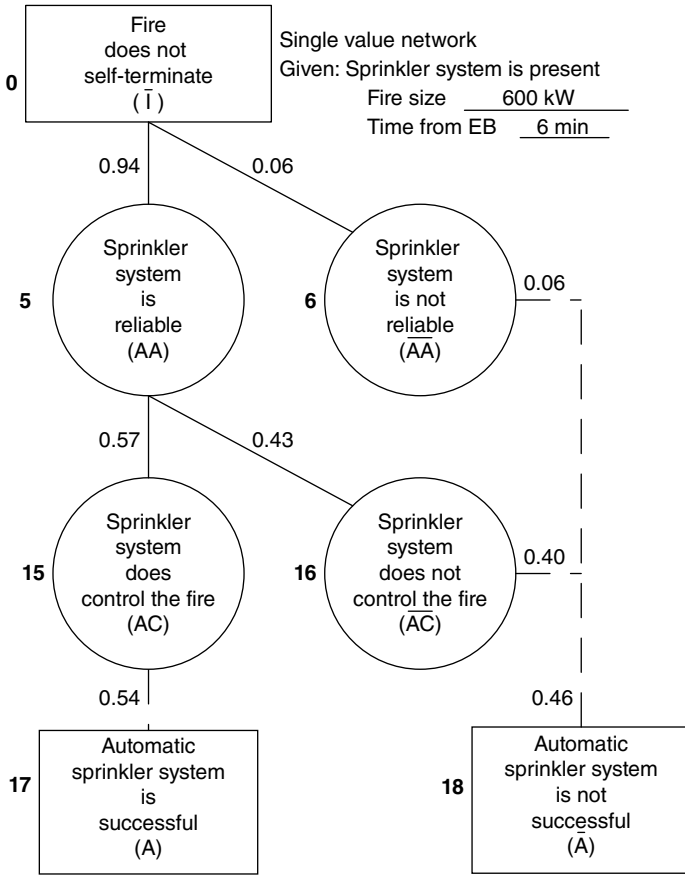 Fire
does not
self-terminate
(Ī)
0
Single value network
Given: Sprinkler system is present
Fire size 600 kW
Time from EB 6 min
0.94
0.06
Sprinkler
system
is
reliable
(AA)
5
Sprinkler
system
is not
reliable
(A̅A̅)
6
0.06
0.57
0.43
Sprinkler
system
does
control the fire
(AC)
15
Sprinkler
system
does not
control the fire
(A̅C̅)
16
0.40
0.54
0.46
Automatic
sprinkler system
is
successful
(A)
17
Automatic
sprinkler system
is not
successful
(A̅)
18